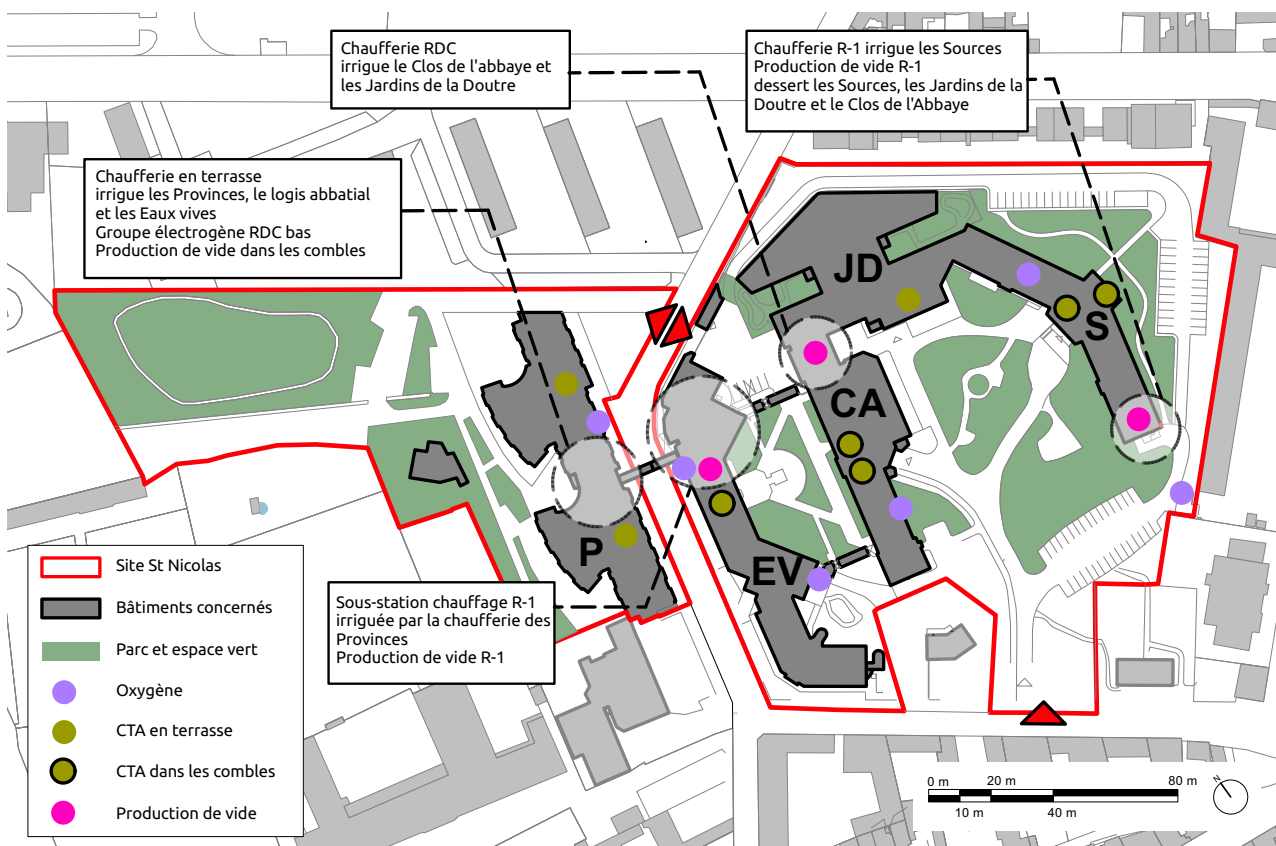 Chaufferie RDC
irrigue le Clos de l'abbaye et
les Jardins de la Doutre
Chaufferie R-1 irrigue les Sources
Production de vide R-1
dessert les Sources, les Jardins de la
Doutre et le Clos de l'Abbaye
Chaufferie en terrasse
irrigue les Provinces, le logis abbatial
et les Eaux vives
Groupe électrogène RDC bas
Production de vide dans les combles
JD
S
CA
P
EV
Sous-station chauffage R-1
irriguée par la chaufferie des
Provinces
Production de vide R-1
Site St Nicolas
Bâtiments concernés
Parc et espace vert
Oxygène
CTA en terrasse
CTA dans les combles
Production de vide
0 m 20 m 80 m
10 m 40 m
N